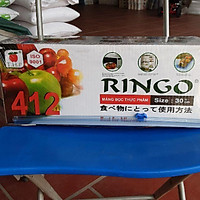 ISO 9001
RINGO
412
MÀNG BỌC THỰC PHẨM
Size : 30
食べ物にとって使用方法